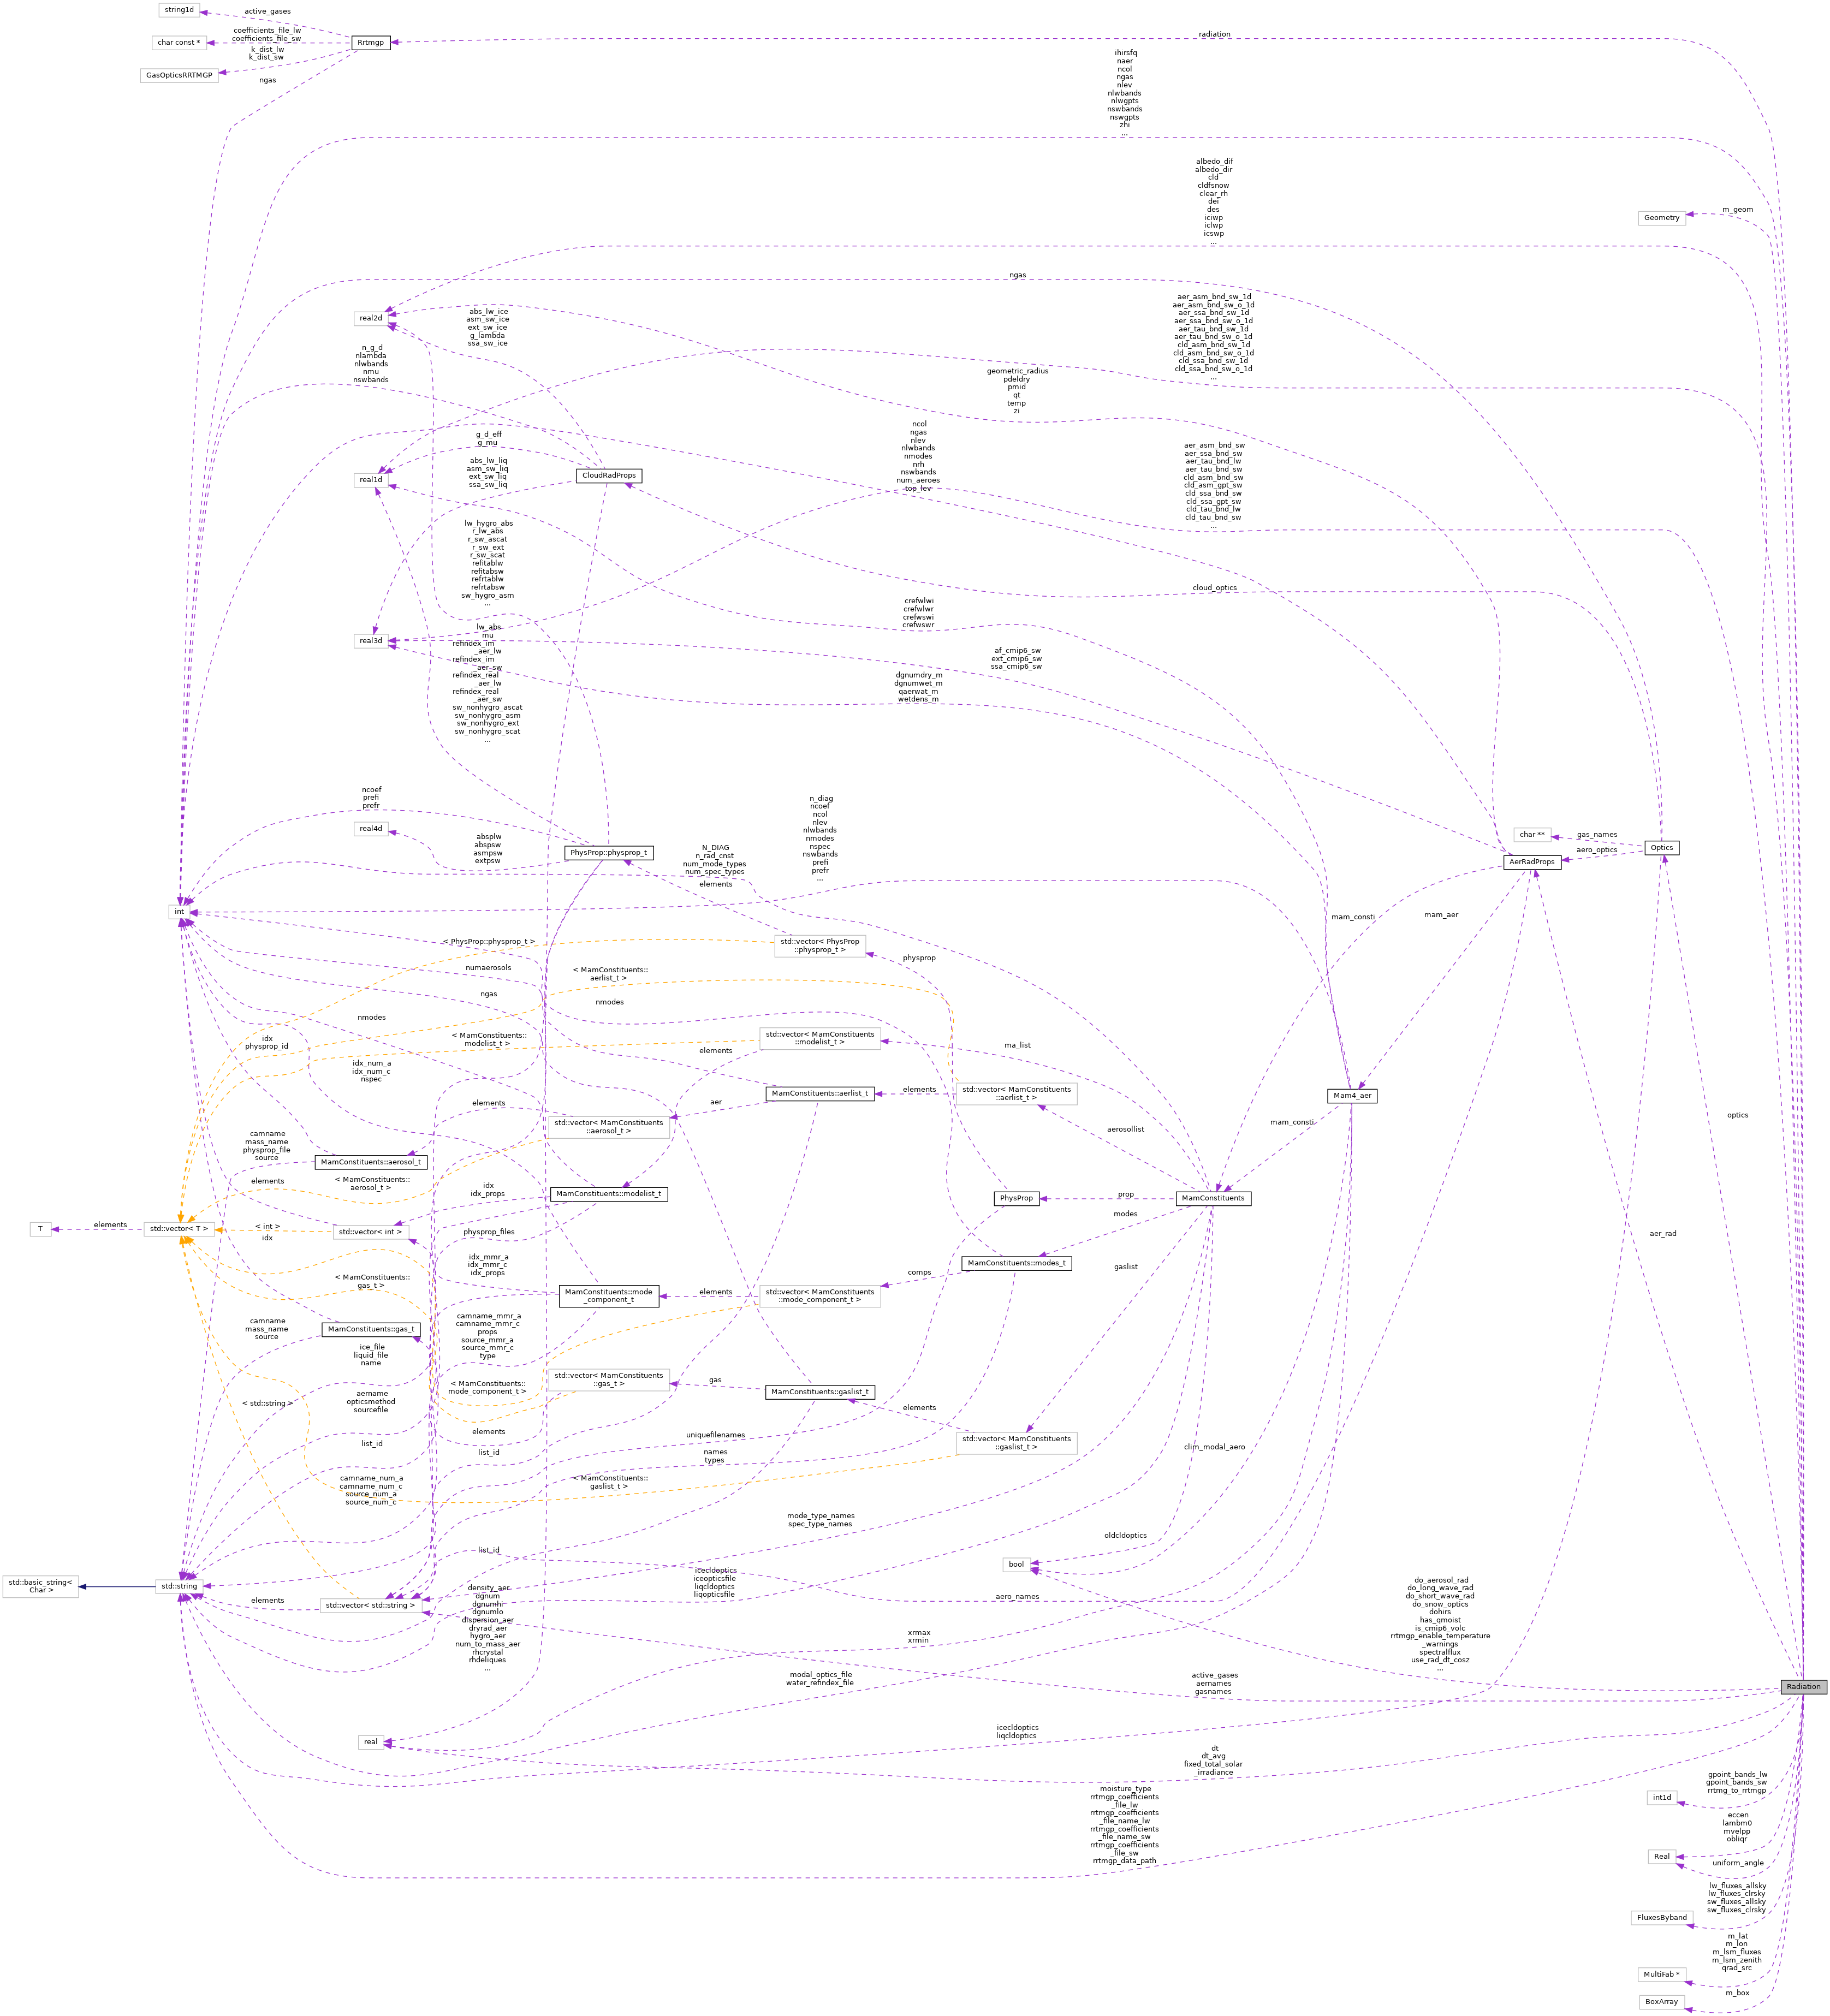 string1d
active_gases
char const *
coefficients_file_lw
coefficients_file_sw
Rrtmgp
radiation
k_dist_lw
k_dist_sw
GasOpticsRRTMGP
ngas
ihirsfq
naer
ncol
ngas
nlev
nlwbands
nlwgpts
nswbands
nswgpts
zhi
...
albedo_dif
albedo_dir
cld
cldfsnow
clear_rh
dei
des
iciwp
iclwp
icswp
...
Geometry
m_geom
ngas
real2d
abs_lw_ice
asm_sw_ice
ext_sw_ice
g_lambda
ssa_sw_ice
aer_asm_bnd_sw_1d
aer_asm_bnd_sw_o_1d
aer_ssa_bnd_sw_1d
aer_ssa_bnd_sw_o_1d
aer_tau_bnd_sw_1d
aer_tau_bnd_sw_o_1d
cld_asm_bnd_sw_1d
cld_asm_bnd_sw_o_1d
cld_ssa_bnd_sw_1d
cld_ssa_bnd_sw_o_1d
...
n_g_d
nlambda
nlwbands
nmu
nswbands
geometric_radius
pdeldry
pmid
qt
temp
zi
g_d_eff
g_mu
real1d
abs_lw_liq
asm_sw_liq
ext_sw_liq
ssa_sw_liq
CloudRadProps
ncol
ngas
nlev
nlwbands
nmodes
nrh
nswbands
num_aeroes
top_lev
aer_asm_bnd_sw
aer_ssa_bnd_sw
aer_tau_bnd_lw
aer_tau_bnd_sw
cld_asm_bnd_sw
cld_asm_gpt_sw
cld_ssa_bnd_sw
cld_ssa_gpt_sw
cld_tau_bnd_lw
cld_tau_bnd_sw
...
lw_hygro_abs
r_lw_abs
r_sw_ascat
r_sw_ext
r_sw_scat
refitablw
refitabsw
refrtablw
refrtabsw
sw_hygro_asm
...
cloud_optics
crefwlwi
crefwlwr
crefwswi
crefwswr
real3d
lw_abs
mu
refindex_im
_aer_lw
refindex_im
_aer_sw
refindex_real
_aer_lw
refindex_real
_aer_sw
sw_nonhygro_ascat
sw_nonhygro_asm
sw_nonhygro_ext
sw_nonhygro_scat
...
af_cmip6_sw
ext_cmip6_sw
ssa_cmip6_sw
dgnumdry_m
dgnumwet_m
qaerwat_m
wetdens_m
ncoef
prefi
prefr
real4d
absplw
abspsw
asmpsw
extpsw
PhysProp::physprop_t
N_DIAG
n_rad_cnst
num_mode_types
num_spec_types
elements
n_diag
ncoef
ncol
nlev
nlwbands
nmodes
nspec
nswbands
prefi
prefr
...
char **
gas_names
Optics
aero_optics
AerRadProps
int
mam_consti
mam_aer
< PhysProp::physprop_t >
std::vector< PhysProp
::physprop_t >
physprop
numaerosols
< MamConstituents::
aerlist_t >
ngas
nmodes
nmodes
idx
physprop_id
< MamConstituents::
modelist_t >
std::vector< MamConstituents
::modelist_t >
ma_list
elements
idx_num_a
idx_num_c
nspec
MamConstituents::aerlist_t
elements
std::vector< MamConstituents
::aerlist_t >
Mam4_aer
elements
aer
std::vector< MamConstituents
::aerosol_t >
aerosollist
mam_consti
optics
camname
mass_name
physprop_file
source
MamConstituents::aerosol_t
elements
< MamConstituents::
aerosol_t >
idx
idx_props
MamConstituents::modelist_t
PhysProp
prop
MamConstituents
modes
T
elements
std::vector< T >
< int >
std::vector< int >
idx
physprop_files
aer_rad
MamConstituents::modes_t
gaslist
idx_mmr_a
idx_mmr_c
idx_props
comps
< MamConstituents::
gas_t >
MamConstituents::mode
_component_t
elements
std::vector< MamConstituents
::mode_component_t >
camname
mass_name
source
MamConstituents::gas_t
camname_mmr_a
camname_mmr_c
props
source_mmr_a
source_mmr_c
type
ice_file
liquid_file
name
< MamConstituents::
mode_component_t >
std::vector< MamConstituents
::gas_t >
gas
MamConstituents::gaslist_t
aername
opticsmethod
sourcefile
< std::string >
elements
elements
uniquefilenames
std::vector< MamConstituents
::gaslist_t >
list_id
list_id
names
types
clim_modal_aero
camname_num_a
camname_num_c
source_num_a
source_num_c
< MamConstituents::
gaslist_t >
mode_type_names
spec_type_names
oldcldoptics
list_id
bool
icecldoptics
iceopticsfile
liqcldoptics
liqopticsfile
std::basic_string<
Char >
std::string
elements
std::vector< std::string >
density_aer
dgnum
dgnumhi
dgnumlo
dispersion_aer
dryrad_aer
hygro_aer
num_to_mass_aer
rhcrystal
rhdeliques
...
aero_names
do_aerosol_rad
do_long_wave_rad
do_short_wave_rad
do_snow_optics
dohirs
has_qmoist
is_cmip6_volc
rrtmgp_enable_temperature
_warnings
spectralflux
use_rad_dt_cosz
...
xrmax
xrmin
modal_optics_file
water_refindex_file
active_gases
aernames
gasnames
Radiation
real
icecldoptics
liqcldoptics
dt
dt_avg
fixed_total_solar
_irradiance
moisture_type
rrtmgp_coefficients
_file_lw
rrtmgp_coefficients
_file_name_lw
rrtmgp_coefficients
_file_name_sw
rrtmgp_coefficients
_file_sw
rrtmgp_data_path
int1d
gpoint_bands_lw
gpoint_bands_sw
rrtmg_to_rrtmgp
eccen
lambm0
mvelpp
obliqr
Real
uniform_angle
lw_fluxes_allsky
lw_fluxes_clrsky
sw_fluxes_allsky
sw_fluxes_clrsky
FluxesByband
m_lat
m_lon
m_lsm_fluxes
m_lsm_zenith
qrad_src
MultiFab *
m_box
BoxArray